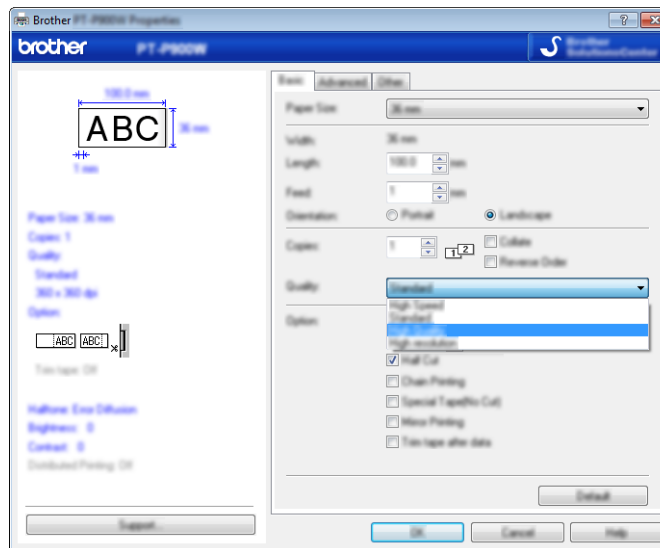 Brother PT-P900W Properties
brother PT-P900W
Brother
SolutionsCenter
Basic Advanced Other
100.0 mm
ABC
36 mm
1 mm
Paper Size: 36 mm
Width: 36 mm
Length: 100.0 mm
Feed: 1 mm
Orientation: Portrait Landscape
Copies: 1 1 2 Collate
Reverse Order
Quality: Standard
High Speed
Standard
High Quality
High resolution
Option:
Half Cut
Chain Printing
Special Tape(No Cut)
Mirror Printing
Trim tape after data
Paper Size: 36 mm
Copies: 1
Quality:
Standard
360 x 360 dpi
Option:
ABC ABC
Trim tape: Off
Halftone: Error Diffusion
Brightness: 0
Contrast: 0
Distributed Printing: Off
Default
Support...
OK Cancel Help